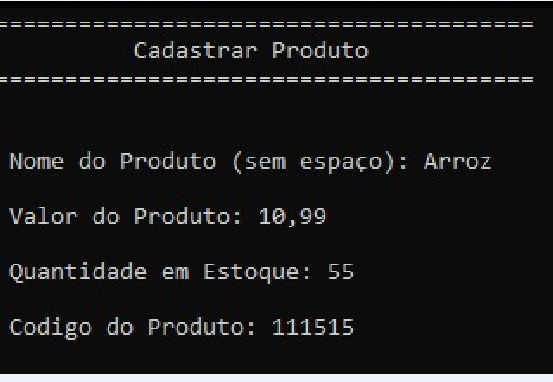 =======================================
Cadastrar Produto
=======================================
Nome do Produto (sem espaço): Arroz
Valor do Produto: 10,99
Quantidade em Estoque: 55
Codigo do Produto: 111515